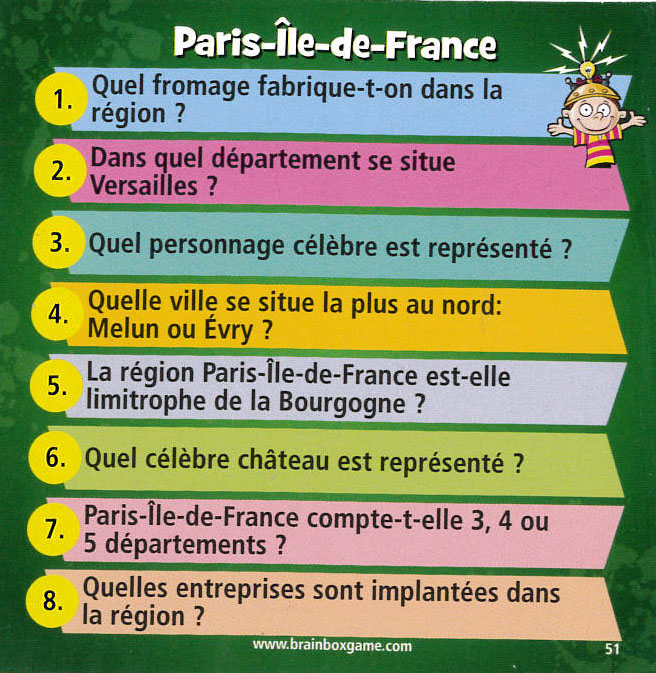 Paris-Île-de-France
1. Quel fromage fabrique-t-on dans la
région ?
2. Dans quel département se situe
Versailles ?
3. Quel personnage célèbre est représenté ?
4. Quelle ville se situe la plus au nord:
Melun ou Évry ?
5. La région Paris-Île-de-France est-elle
limitrophe de la Bourgogne ?
6. Quel célèbre château est représenté ?
7. Paris-Île-de-France compte-t-elle 3, 4 ou
5 départements ?
8. Quelles entreprises sont implantées dans
la région ?
www.brainboxgame.com
51